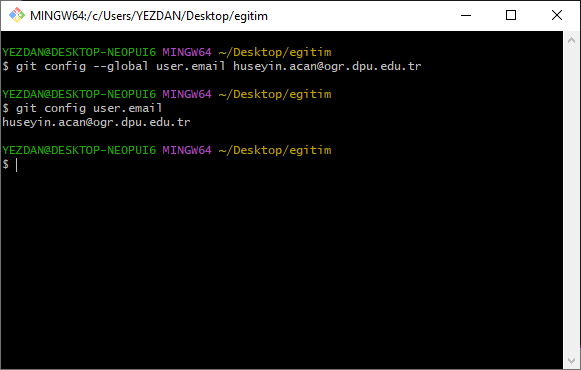 MINGW64:/c/Users/YEZDAN/Desktop/egitim
YEZDAN@DESKTOP-NEOPUI6 MINGW64 ~/Desktop/egitim
$ git config --global user.email huseyin.acan@ogr.dpu.edu.tr
YEZDAN@DESKTOP-NEOPUI6 MINGW64 ~/Desktop/egitim
$ git config user.email
huseyin.acan@ogr.dpu.edu.tr
YEZDAN@DESKTOP-NEOPUI6 MINGW64 ~/Desktop/egitim
$